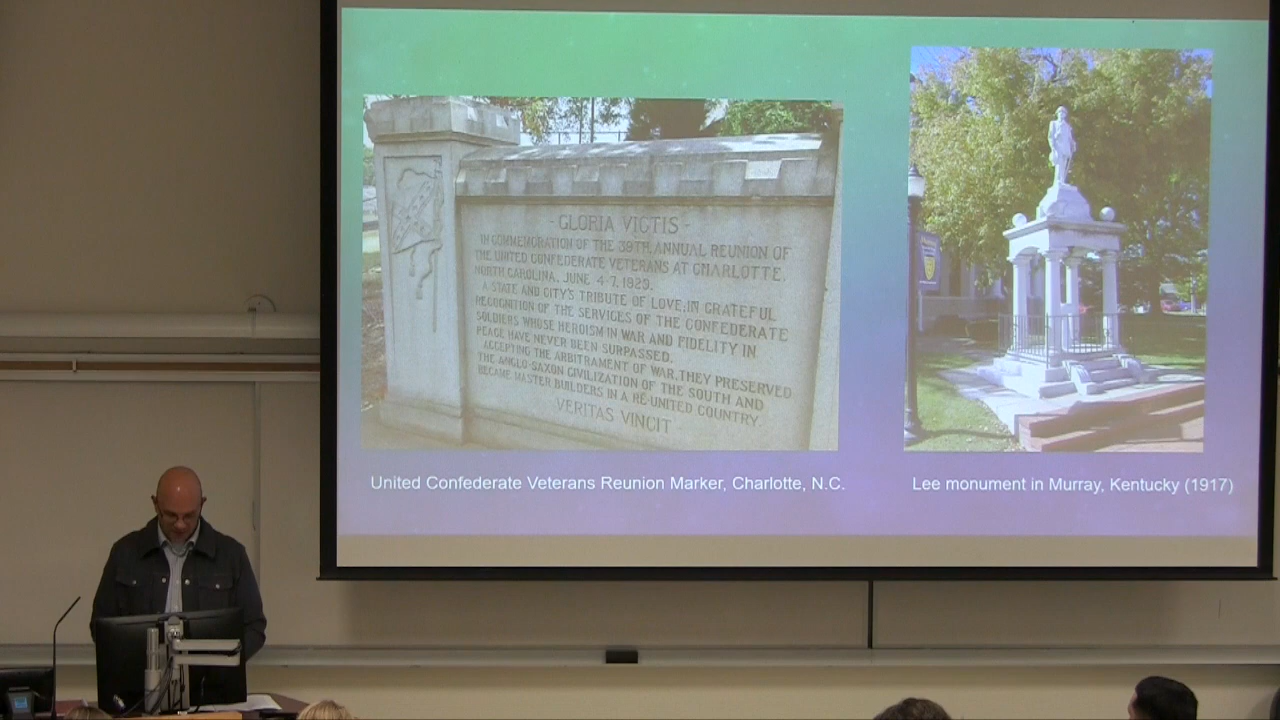 - GLORIA VICTIS -
IN COMMEMORATION OF THE 39TH. ANNUAL REUNION OF
THE UNITED CONFEDERATE VETERANS AT CHARLOTTE,
NORTH CAROLINA, JUNE 4-7, 1929.
A STATE AND CITY'S TRIBUTE OF LOVE; IN GRATEFUL
RECOGNITION OF THE SERVICES OF THE CONFEDERATE
SOLDIERS WHOSE HEROISM IN WAR AND FIDELITY IN
PEACE HAVE NEVER BEEN SURPASSED.
ACCEPTING THE ARBITRAMENT OF WAR, THEY PRESERVED
THE ANGLO-SAXON CIVILIZATION OF THE SOUTH AND
BECAME MASTER BUILDERS IN A RE-UNITED COUNTRY
VERITAS VINCIT
United Confederate Veterans Reunion Marker, Charlotte, N.C.
Lee monument in Murray, Kentucky (1917)